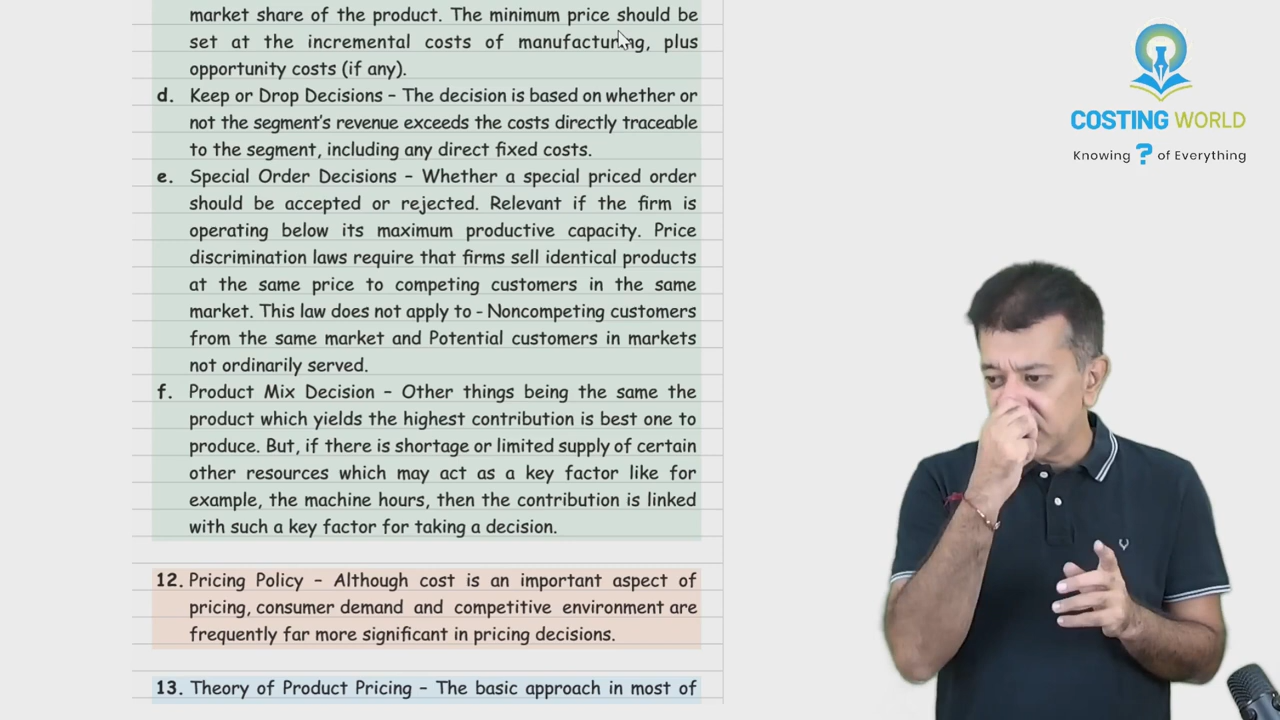 market share of the product. The minimum price should be
set at the incremental costs of manufacturing, plus
opportunity costs (if any).
d. Keep or Drop Decisions – The decision is based on whether or
not the segment's revenue exceeds the costs directly traceable
to the segment, including any direct fixed costs.
e. Special Order Decisions – Whether a special priced order
should be accepted or rejected. Relevant if the firm is
operating below its maximum productive capacity. Price
discrimination laws require that firms sell identical products
at the same price to competing customers in the same
market. This law does not apply to - Noncompeting customers
from the same market and Potential customers in markets
not ordinarily served.
f. Product Mix Decision – Other things being the same the
product which yields the highest contribution is best one to
produce. But, if there is shortage or limited supply of certain
other resources which may act as a key factor like for
example, the machine hours, then the contribution is linked
with such a key factor for taking a decision.
12. Pricing Policy – Although cost is an important aspect of
pricing, consumer demand and competitive environment are
frequently far more significant in pricing decisions.
13. Theory of Product Pricing – The basic approach in most of
COSTING WORLD
Knowing ? of Everything